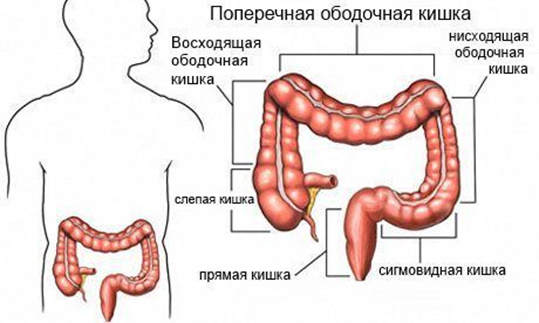 Поперечная ободочная кишка
Восходящая
ободочная
кишка
нисходящая
ободочная
кишка
слепая кишка
прямая кишка
сигмовидная кишка